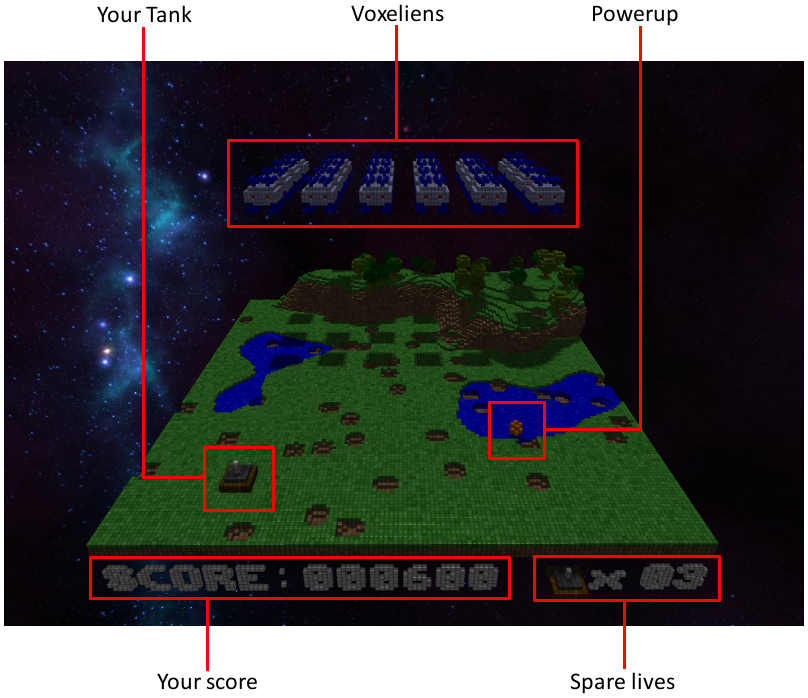 Your Tank
Voxeliens
Powerup
SCORE: 000600
x 03
Your score
Spare lives